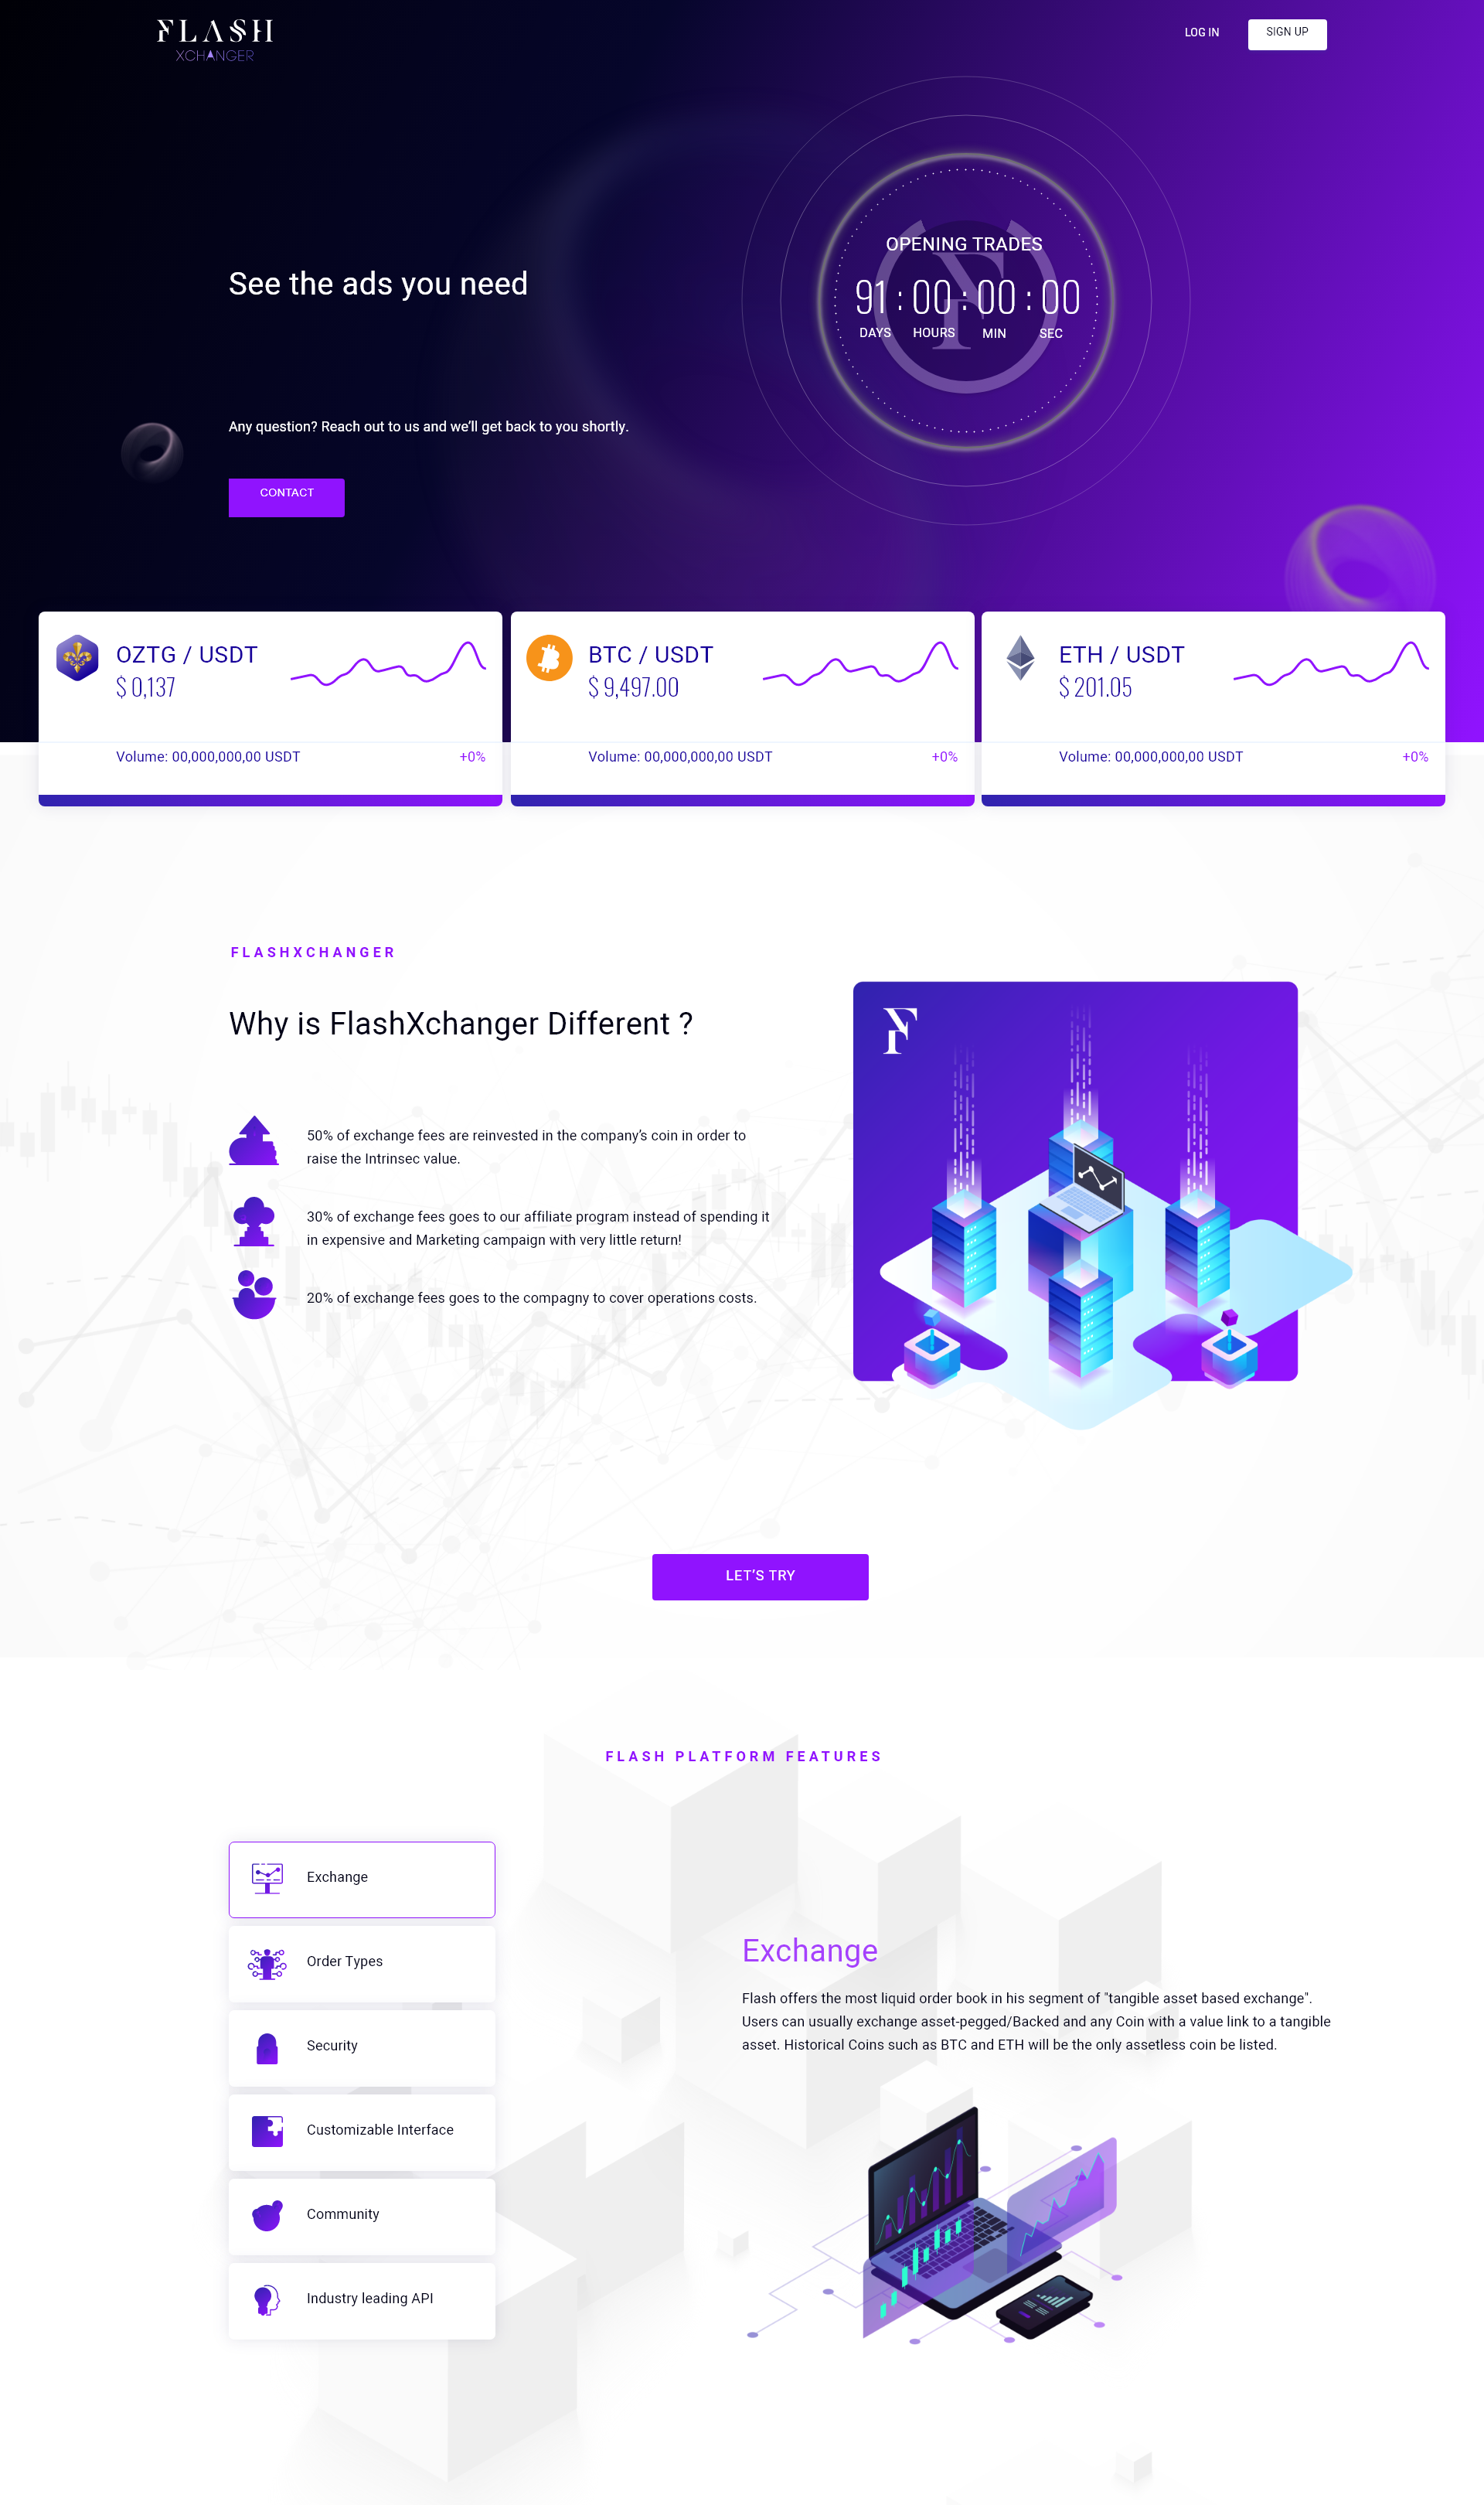 FLASH
XCHANGER
LOG IN
SIGN UP
OPENING TRADES
91 : 00 : 00 : 00
DAYS HOURS MIN SEC
See the ads you need
Any question? Reach out to us and we'll get back to you shortly.
CONTACT
OZTG / USDT
$ 0,137
Volume: 00,000,000,00 USDT
+0%
BTC / USDT
$ 9,497.00
Volume: 00,000,000,00 USDT
+0%
ETH / USDT
$ 201.05
Volume: 00,000,000,00 USDT
+0%
FLASHXCHANGER
Why is FlashXchanger Different ?
50% of exchange fees are reinvested in the company's coin in order to
raise the Intrinsec value.
30% of exchange fees goes to our affiliate program instead of spending it
in expensive and Marketing campaign with very little return!
20% of exchange fees goes to the compagny to cover operations costs.
LET'S TRY
FLASH PLATFORM FEATURES
Exchange
Order Types
Security
Customizable Interface
Community
Industry leading API
Exchange
Flash offers the most liquid order book in his segment of "tangible asset based exchange".
Users can usually exchange asset-pegged/Backed and any Coin with a value link to a tangible
asset. Historical Coins such as BTC and ETH will be the only assetless coin be listed.